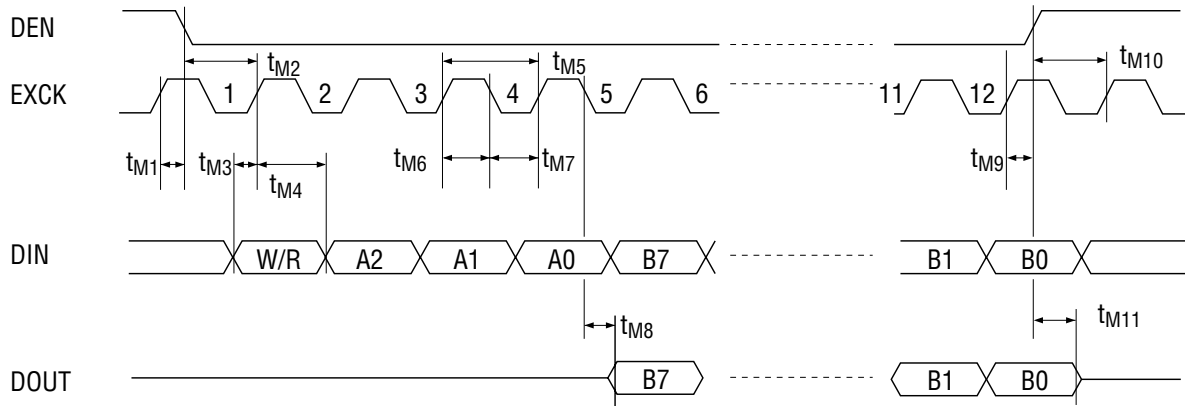 DEN
tM2
tM5
tM10
EXCK
1 2 3 4 5 6 11 12
tM1 tM3 tM4 tM6 tM7 tM9
DIN
W/R A2 A1 A0 B7 B1 B0
tM8
tM11
DOUT
B7 B1 B0